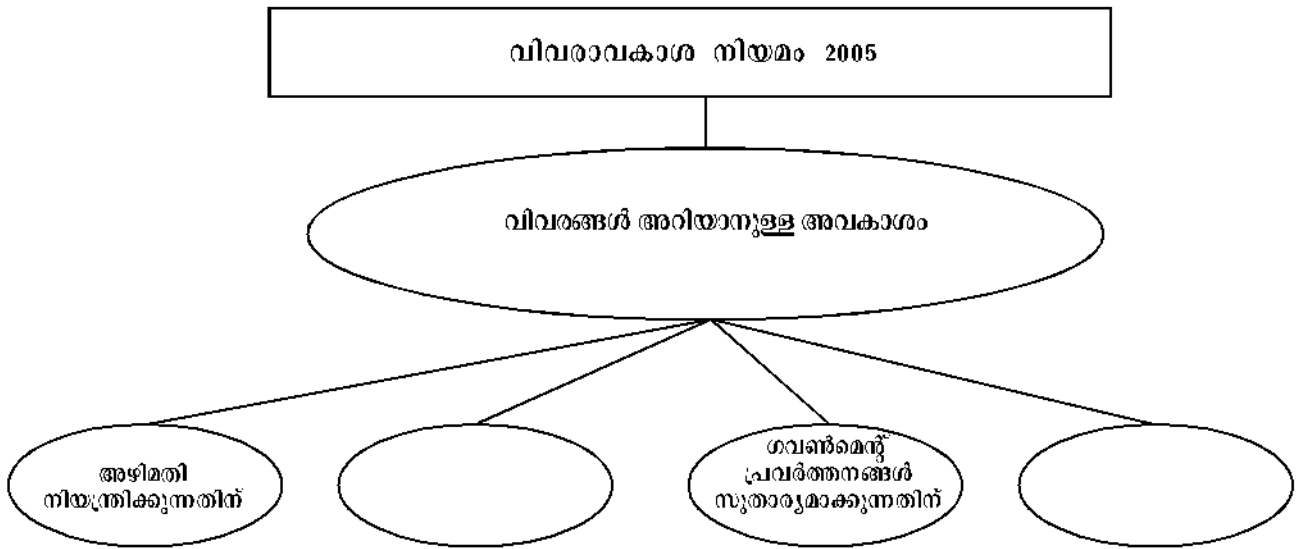 വിവരാവകാശ നിയമം 2005
വിവരങ്ങൾ അറിയാനുള്ള അവകാശം
അഴിമതി
നിയന്ത്രിക്കുന്നതിന്
ഗവൺമെന്റ്
പ്രവർത്തനങ്ങൾ
സുതാര്യമാക്കുന്നതിന്